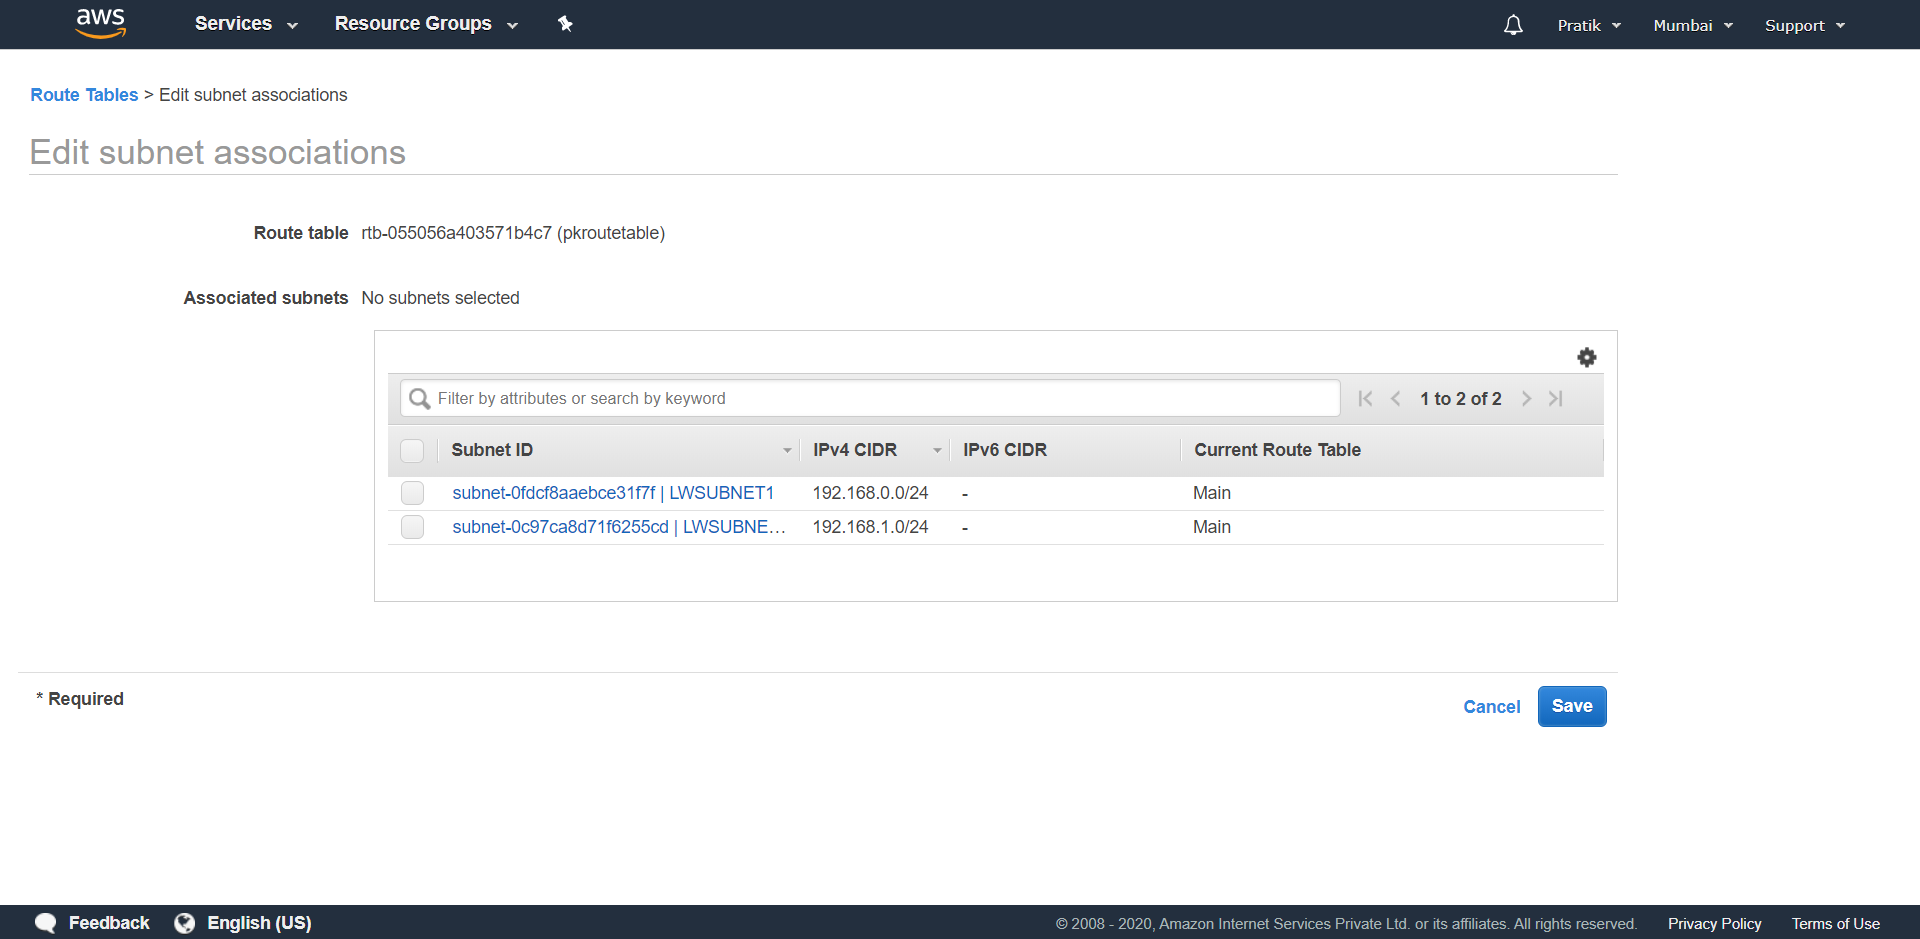 aws Services Resource Groups Pratik Mumbai Support
Route Tables > Edit subnet associations
Edit subnet associations
Route table rtb-055056a403571b4c7 (pkroutetable)
Associated subnets No subnets selected
Filter by attributes or search by keyword 1 to 2 of 2
Subnet ID IPv4 CIDR IPv6 CIDR Current Route Table
subnet-0fdcf8aaebce31f7f | LWSUBNET1 192.168.0.0/24 - Main
subnet-0c97ca8d71f6255cd | LWSUBNE... 192.168.1.0/24 - Main
* Required Cancel Save
Feedback English (US) © 2008 - 2020, Amazon Internet Services Private Ltd. or its affiliates. All rights reserved. Privacy Policy Terms of Use